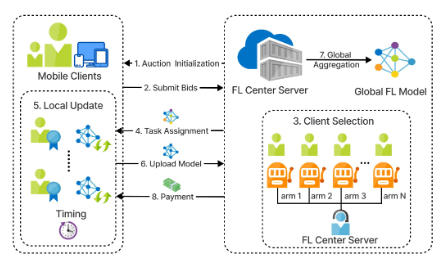 Mobile Clients
1. Auction Initialization
2. Submit Bids
FL Center Server
7. Global
Aggregation
Global FL Model
5. Local Update
Timing
4. Task Assignment
6. Upload Model
8. Payment
3. Client Selection
arm 1
arm 2
arm 3
arm N
FL Center Server